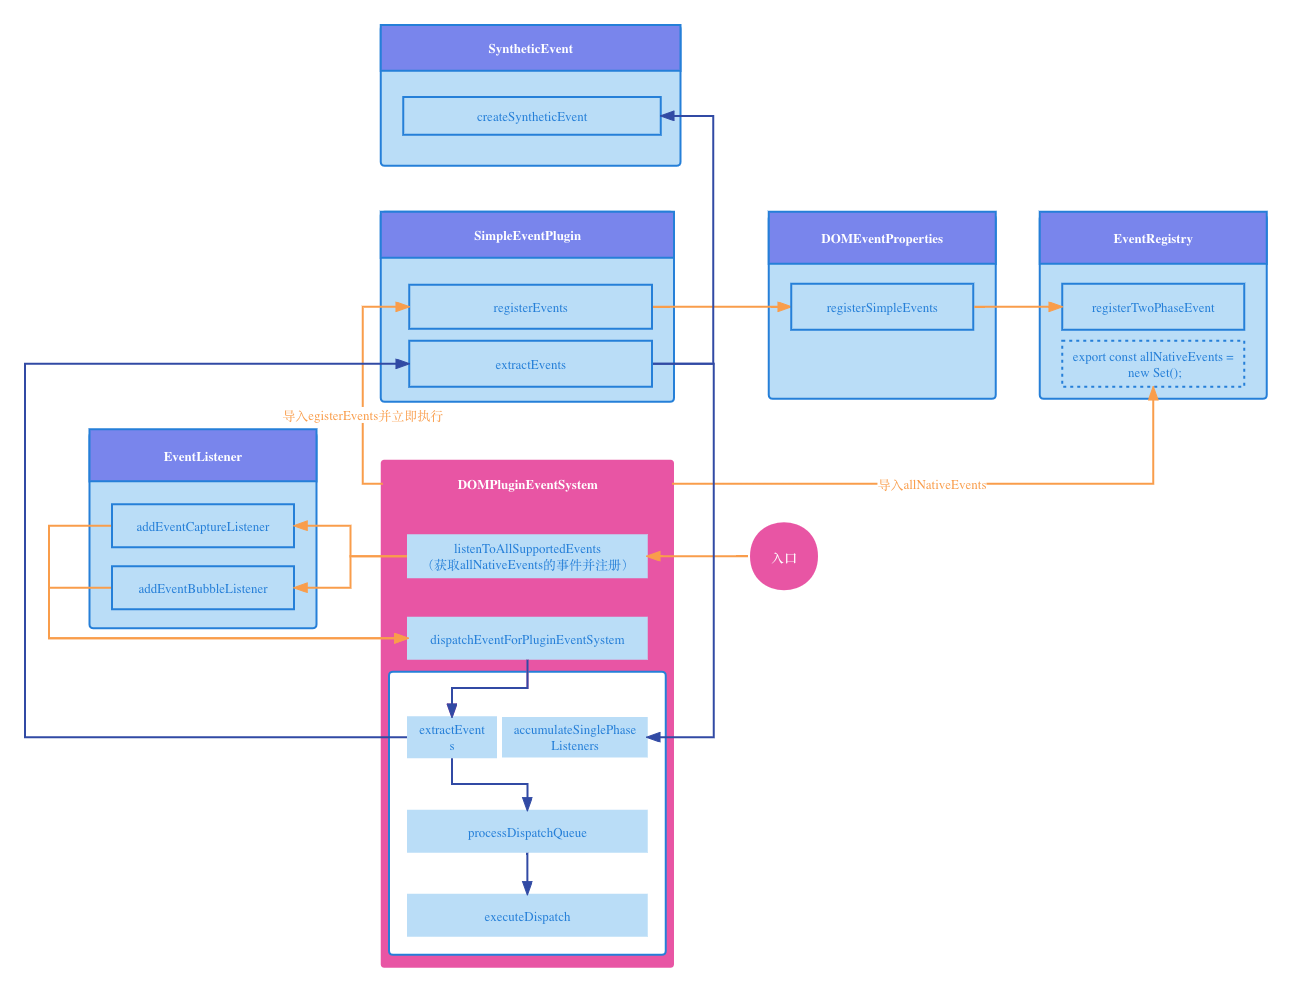 SyntheticEvent
createSyntheticEvent
SimpleEventPlugin
registerEvents
extractEvents
DOMEventProperties
registerSimpleEvents
EventRegistry
registerTwoPhaseEvent
export const allNativeEvents =
new Set();
导入egisterEvents并立即执行
EventListener
addEventCaptureListener
addEventBubbleListener
DOMPluginEventSystem
导入allNativeEvents
listenToAllSupportedEvents
（获取allNativeEvents的事件并注册）
入口
dispatchEventForPluginEventSystem
extractEvent
s
accumulateSinglePhase
Listeners
processDispatchQueue
executeDispatch